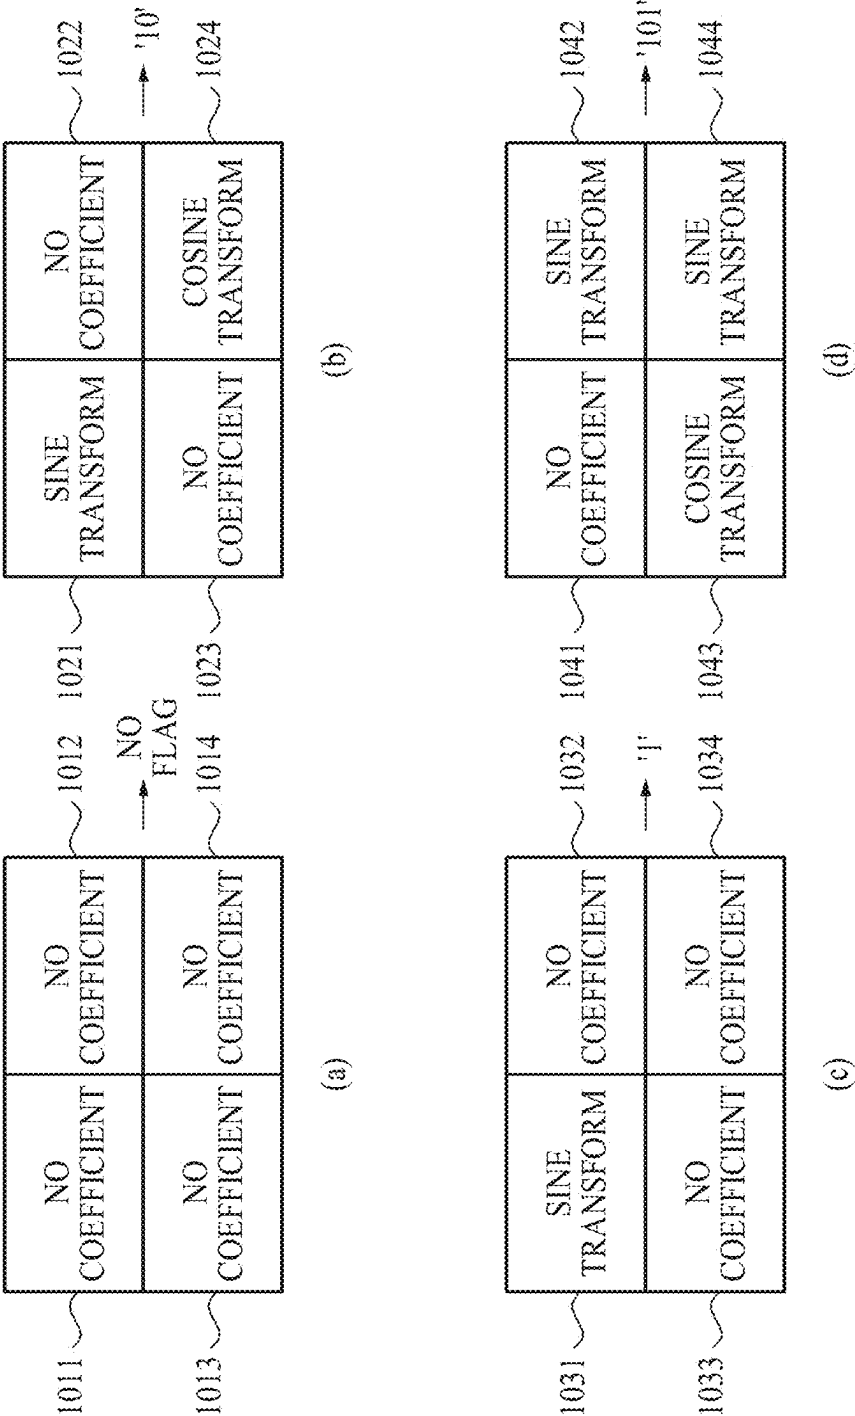 1011
NO
COEFFICIENT
NO
COEFFICIENT
1012
1013
NO
COEFFICIENT
NO
COEFFICIENT
1014
NO
FLAG
(a)
1021
SINE
TRANSFORM
NO
COEFFICIENT
1022
1023
NO
COEFFICIENT
COSINE
TRANSFORM
1024
'10'
(b)
1031
SINE
TRANSFORM
NO
COEFFICIENT
1032
1033
NO
COEFFICIENT
NO
COEFFICIENT
1034
'1'
(c)
1041
NO
COEFFICIENT
SINE
TRANSFORM
1042
1043
COSINE
TRANSFORM
SINE
TRANSFORM
1044
'101'
(d)